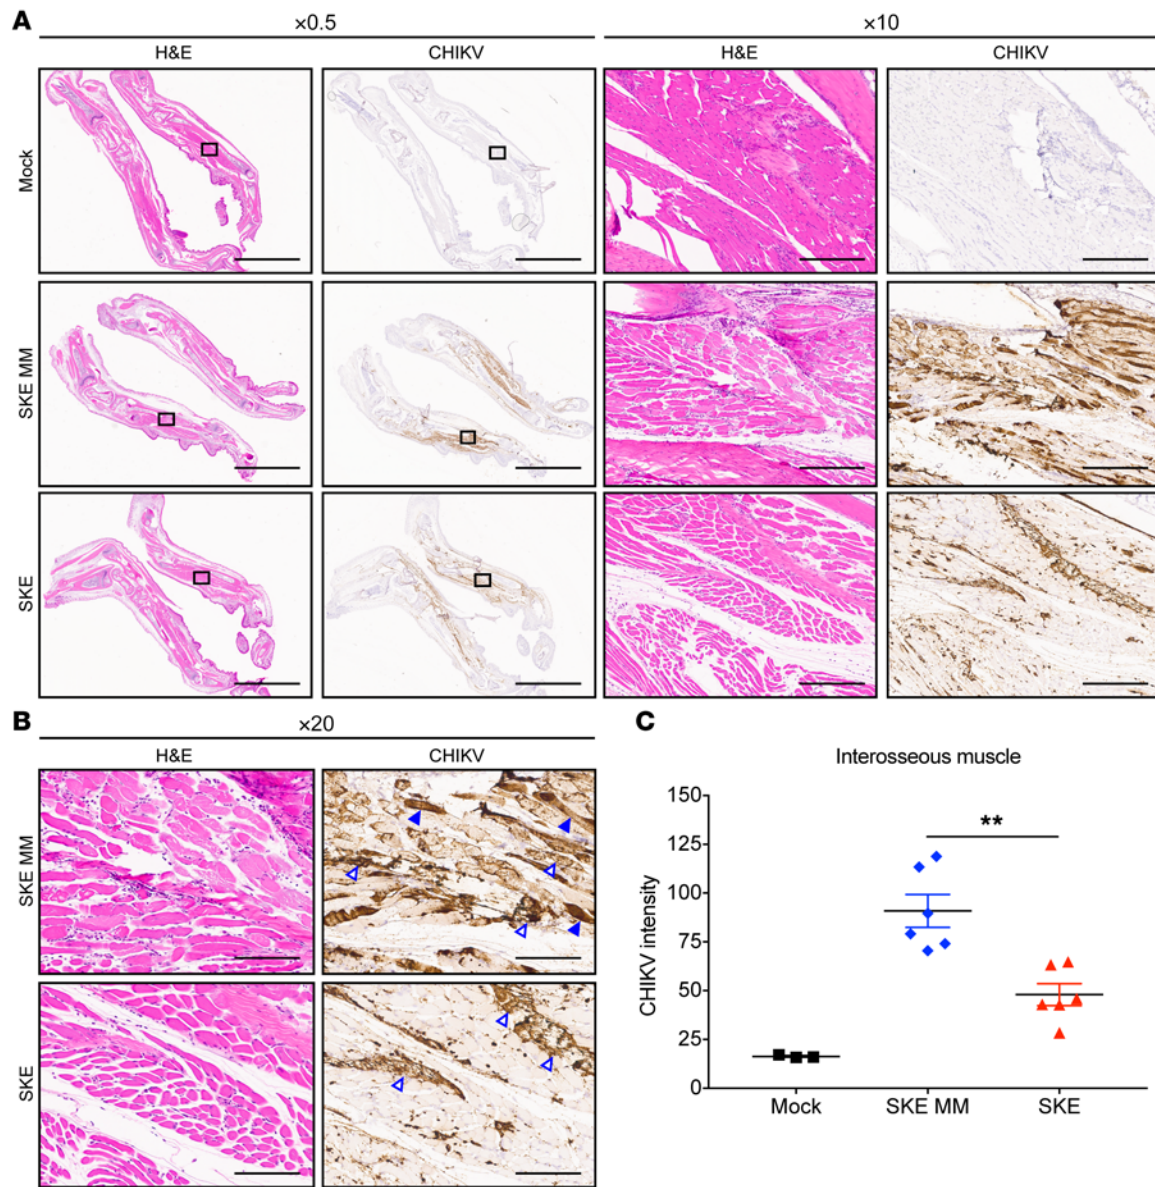 A
×0.5
×10
H&E
CHIKV
H&E
CHIKV
Mock
SKE MM
SKE
B
×20
H&E
CHIKV
SKE MM
SKE
C
Interosseous muscle
CHIKV intensity
150
125
100
75
50
25
0
**
Mock
SKE MM
SKE